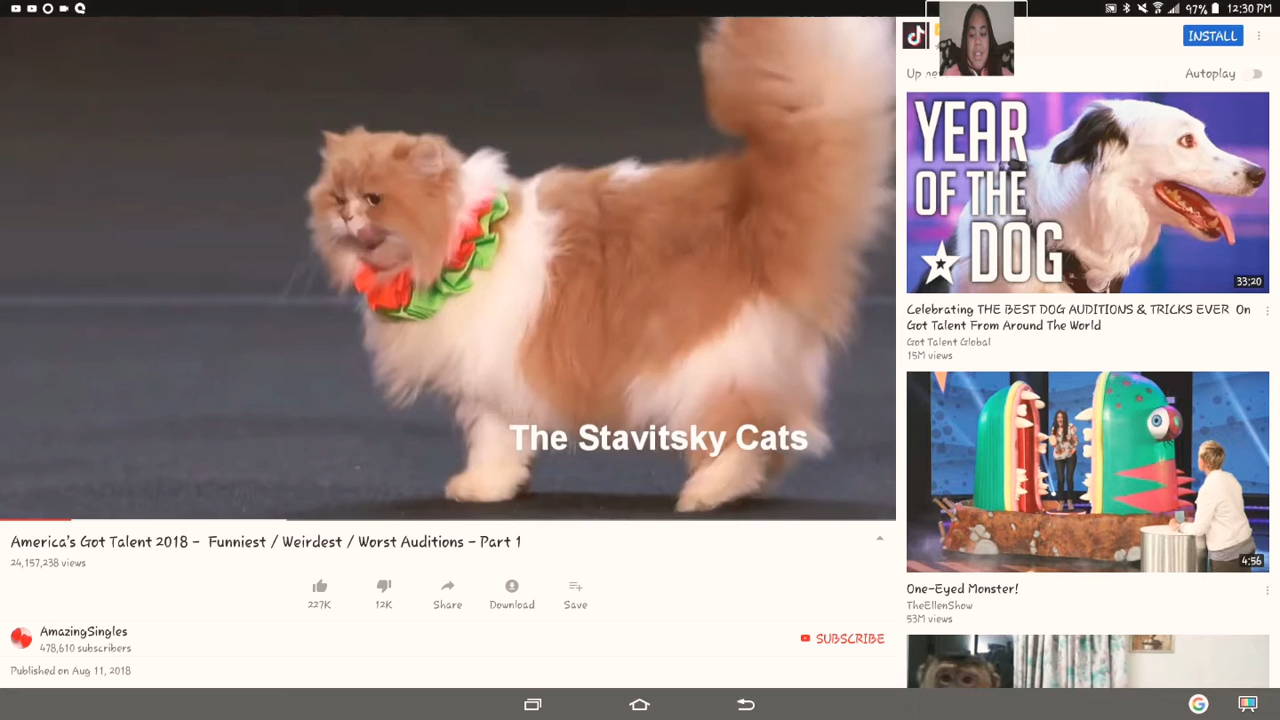 97% 12:30 PM
INSTALL
Autoplay
YEAR
OF THE
DOG
33:20
Celebrating THE BEST DOG AUDITIONS & TRICKS EVER On
Got Talent From Around The World
Got Talent Global
15M views
4:56
One-Eyed Monster!
TheEllenShow
53M views
The Stavitsky Cats
America's Got Talent 2018 - Funniest / Weirdest / Worst Auditions - Part 1
24,157,238 views
227K
12K
Share
Download
Save
AmazingSingles
478,610 subscribers
SUBSCRIBE
Published on Aug 11, 2018